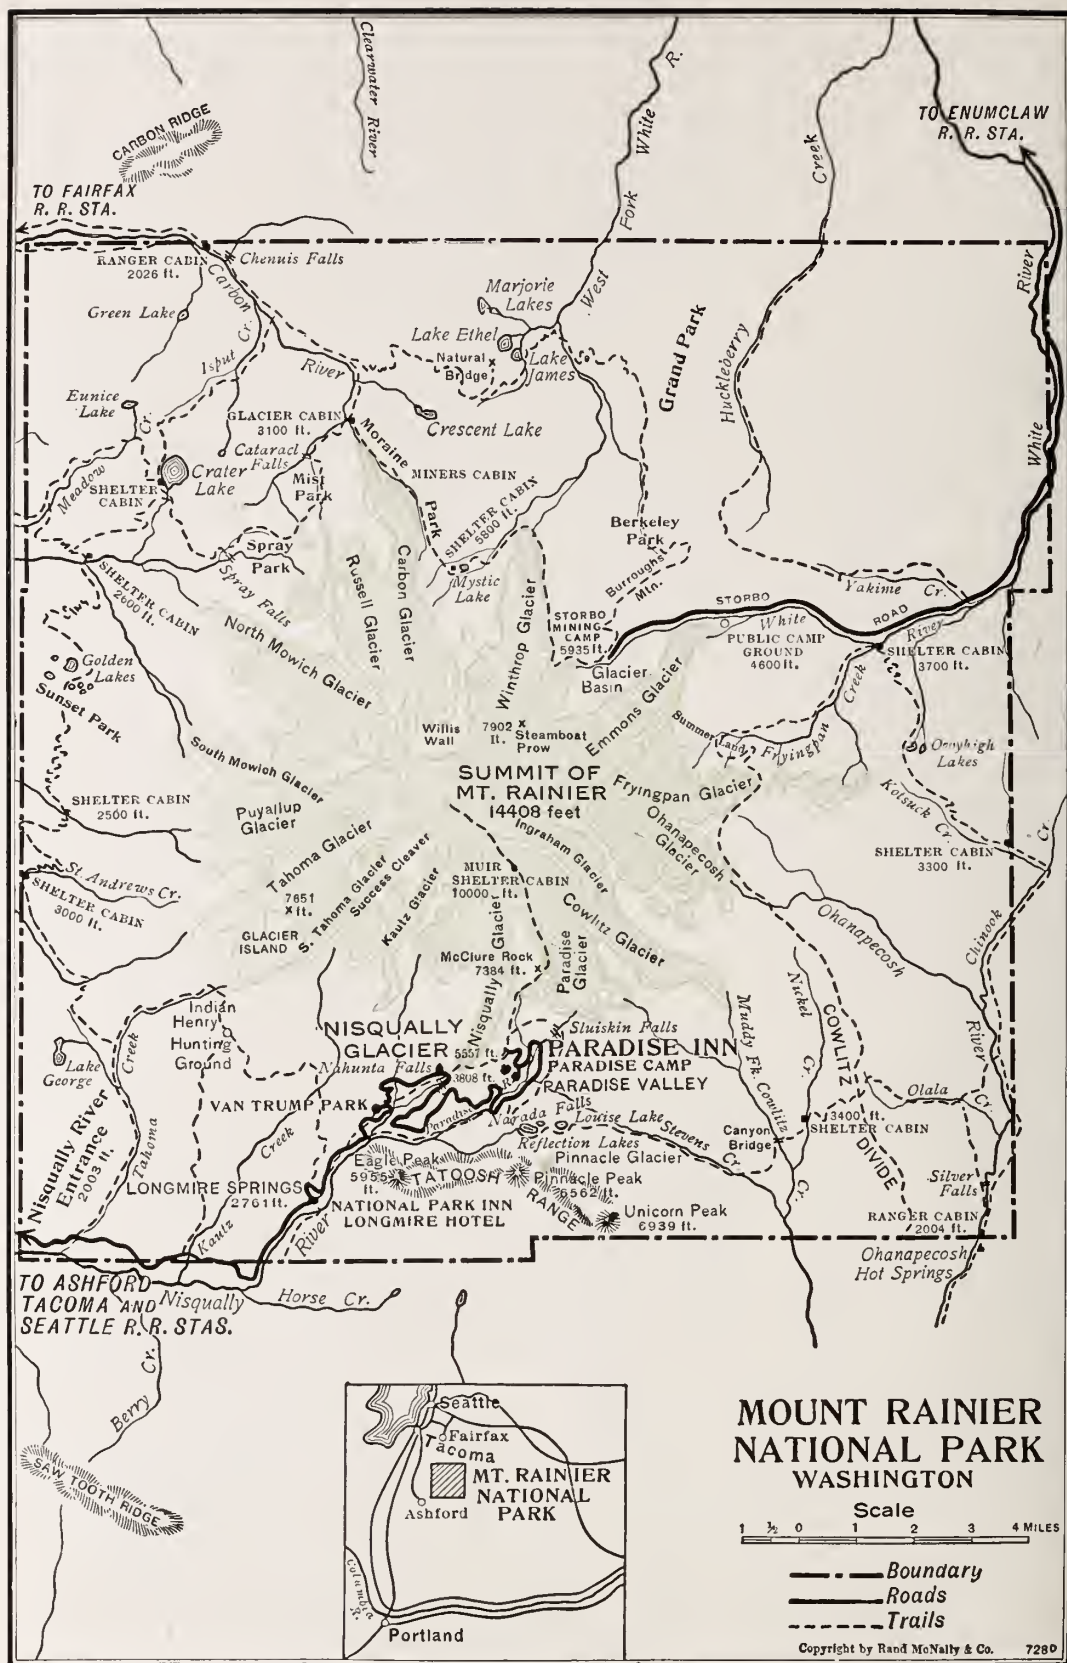 Clearwater River
CARBON RIDGE
TO FAIRFAX
R. R. STA.
West Fork White R.
Creek
TO ENUMCLAW
R. R. STA.
RANGER CABIN
2026 ft.
Chenuis Falls
Carbon
River
Green Lake
Marjorie
Lakes
Lake Ethel
Lake
James
Natural
Bridge
Grand Park
Huckleberry
River
White
Isput Cr.
Eunice
Lake
Cr.
Meadow
GLACIER CABIN
3100 ft.
Crescent Lake
Cataract
Falls
Crater
Lake
SHELTER
CABIN
Mist
Park
Moraine
Park
MINERS CABIN
SHELTER CABIN
5800 ft.
Mystic
Lake
Berkeley
Park
Burroughs
Mtn.
Spray
Park
Spray Falls
SHELTER CABIN
2600 ft.
Russell Glacier
Carbon Glacier
North Mowich Glacier
Winthrop Glacier
STORBO
MINING
CAMP
5935 ft.
STORBO
ROAD
Yakime Cr.
White
River
PUBLIC CAMP
GROUND
4600 ft.
SHELTER CABIN
3700 ft.
Glacier
Basin
Golden
Lakes
Sunset Park
Emmons Glacier
Summer Land
Fryingpan
Creek
Owyhigh
Lakes
Willis
Wall
7902
ft.
Steamboat
Prow
South Mowich Glacier
SUMMIT OF
MT. RAINIER
14408 feet
Fryingpan Glacier
Kotsuck Cr.
SHELTER CABIN
2500 ft.
Puyallup
Glacier
Tahoma Glacier
7651
ft.
S. Tahoma Glacier
Success Cleaver
Kautz Glacier
Ingraham Glacier
Ohanapecosh
Glacier
SHELTER CABIN
3300 ft.
Cr.
St. Andrews Cr.
SHELTER CABIN
3000 ft.
MUIR
SHELTER CABIN
10000 ft.
Cowlitz Glacier
Ohanapecosh
Chinook
GLACIER
ISLAND
McClure Rock
7384 ft.
Nisqually Glacier
Paradise
Glacier
Nickel
Cr.
Muddy Fk. Cowlitz
COWLITZ
DIVIDE
River
Indian
Henry
Hunting
Ground
Lake
George
Creek
Tahoma
NISQUALLY
GLACIER
5557 ft.
Nahunta Falls
3808 ft.
Sluiskin Falls
PARADISE INN
PARADISE CAMP
PARADISE VALLEY
Paradise
R.
VAN TRUMP PARK
Narada Falls
Louise Lake
Reflection Lakes
Stevens
Cr.
Canyon
Bridge
3400 ft.
SHELTER CABIN
Olala
Cr.
Nisqually River
Entrance
2003 ft.
Creek
Kautz
Eagle Peak
5955
ft.
TATOOSH
RANGE
Pinnacle Glacier
Pinnacle Peak
6562 ft.
Unicorn Peak
6939 ft.
Cr.
Silver
Falls
LONGMIRE SPRINGS
2761 ft.
NATIONAL PARK INN
LONGMIRE HOTEL
River
RANGER CABIN
2004 ft.
Ohanapecosh
Hot Springs
TO ASHFORD
TACOMA AND
SEATTLE R. R. STAS.
Nisqually
Horse Cr.
Berry Cr.
SAW TOOTH RIDGE
Seattle
Fairfax
Tacoma
MT. RAINIER
NATIONAL
PARK
Ashford
Columbia
R.
Portland
MOUNT RAINIER
NATIONAL PARK
WASHINGTON
Scale
1 ½ 0 1 2 3 4 MILES
Boundary
Roads
Trails
Copyright by Rand McNally & Co. 728D